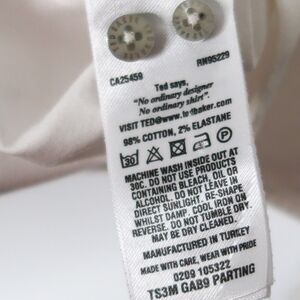 CA25459 RN95229
Ted says,
"No ordinary designer
No ordinary shirt".
VISIT TED@www.tedbaker.com
98% COTTON, 2% ELASTANE
30 P
MACHINE WASH INSIDE OUT AT
30C. DO NOT USE PRODUCTS
CONTAINING BLEACH, OIL OR
ALCOHOL. DO NOT LEAVE IN
DIRECT SUNLIGHT. RE-SHAPE
WHILST DAMP. COOL IRON ON
REVERSE. DO NOT TUMBLE DRY.
MAY BE DRY CLEANED.
MANUFACTURED IN TURKEY
MADE WITH CARE, WEAR WITH PRIDE
0209 105322
TS3M GAB9 PARTING